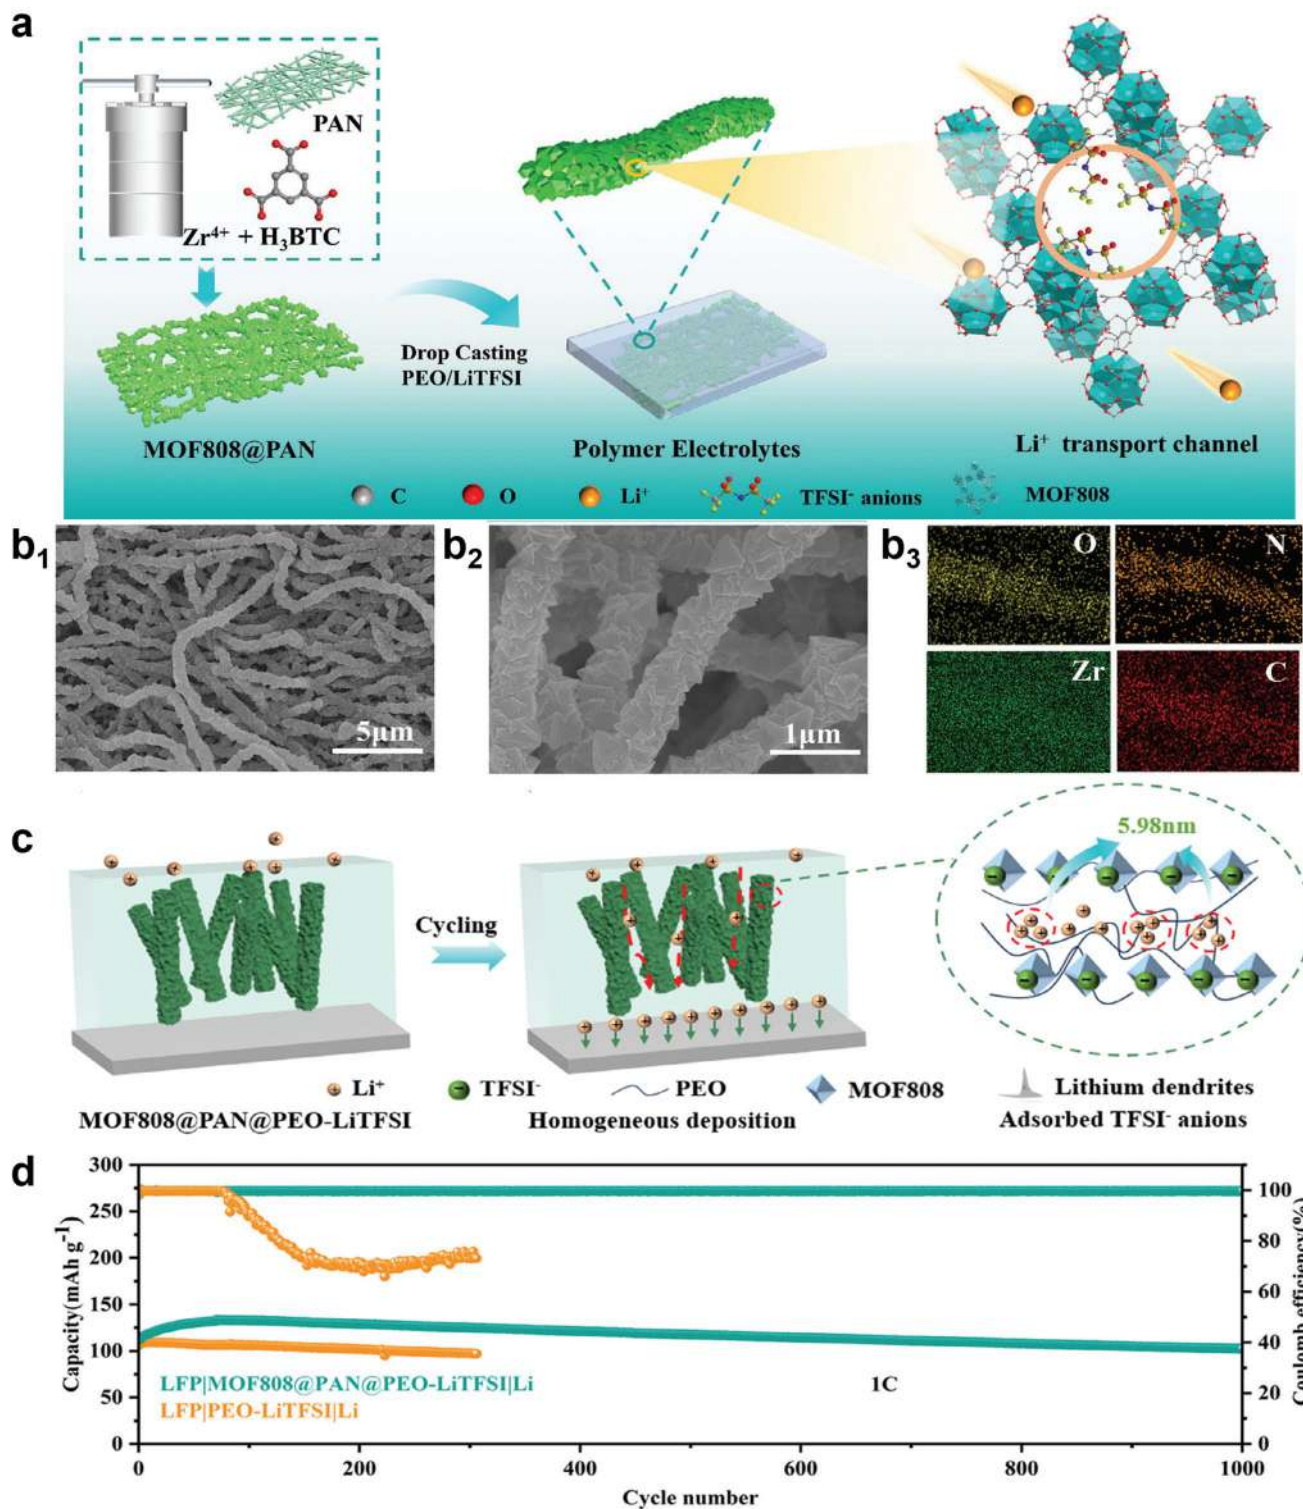 a
PAN
Zr⁴⁺ + H₃BTC
Drop Casting
PEO/LiTFSI
MOF808@PAN
Polymer Electrolytes
Li⁺ transport channel
C
O
Li⁺
TFSI⁻ anions
MOF808
b₁
5μm
b₂
1μm
b₃
O
N
Zr
C
c
Cycling
5.98nm
Li⁺
TFSI⁻
PEO
MOF808
Lithium dendrites
MOF808@PAN@PEO-LiTFSI
Homogeneous deposition
Adsorbed TFSI⁻ anions
d
Capacity(mAh g⁻¹)
300
250
200
150
100
50
0
LFP|MOF808@PAN@PEO-LiTFSI|Li
LFP|PEO-LiTFSI|Li
1C
100
80
60
40
20
0
Coulomb efficiency(%)
0
200
400
600
800
1000
Cycle number